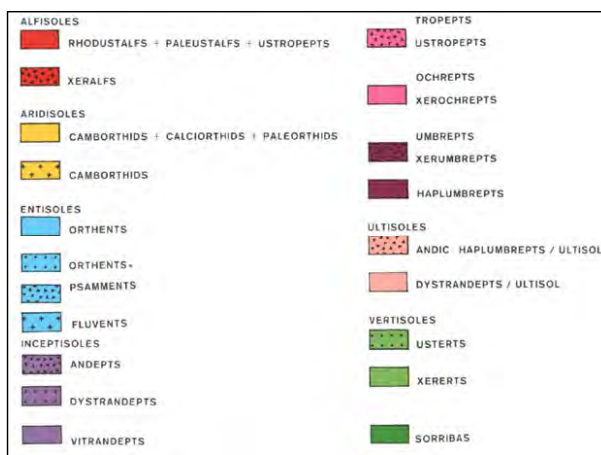 ALFISOLES
RHODUSTALFS + PALEUSTALFS + USTROPEPTS
XERALFS
ARIDISOLES
CAMBORTHIDS + CALCIORTHIDS + PALEORTHIDS
CAMBORTHIDS
ENTISOLES
ORTHENTS
ORTHENTS-
PSAMMENTS
FLUVENTS
INCEPTISOLES
ANDEPTS
DYSTRANDEPTS
VITRANDEPTS
TROPEPTS
USTROPEPTS
OCHREPTS
XEROCHREPTS
UMBREPTS
XERUMBREPTS
HAPLUMBREPTS
ULTISOLES
ANDIC HAPLUMBREPTS / ULTISOL
DYSTRANDEPTS / ULTISOL
VERTISOLES
USTERTS
XERERTS
SORRIBAS